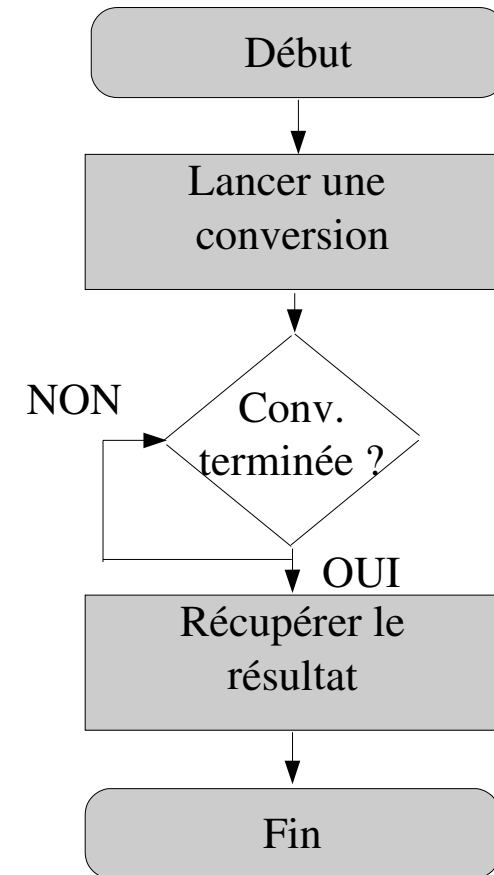 Début
Lancer une
conversion
NON
Conv.
terminée ?
OUI
Récupérer le
résultat
Fin